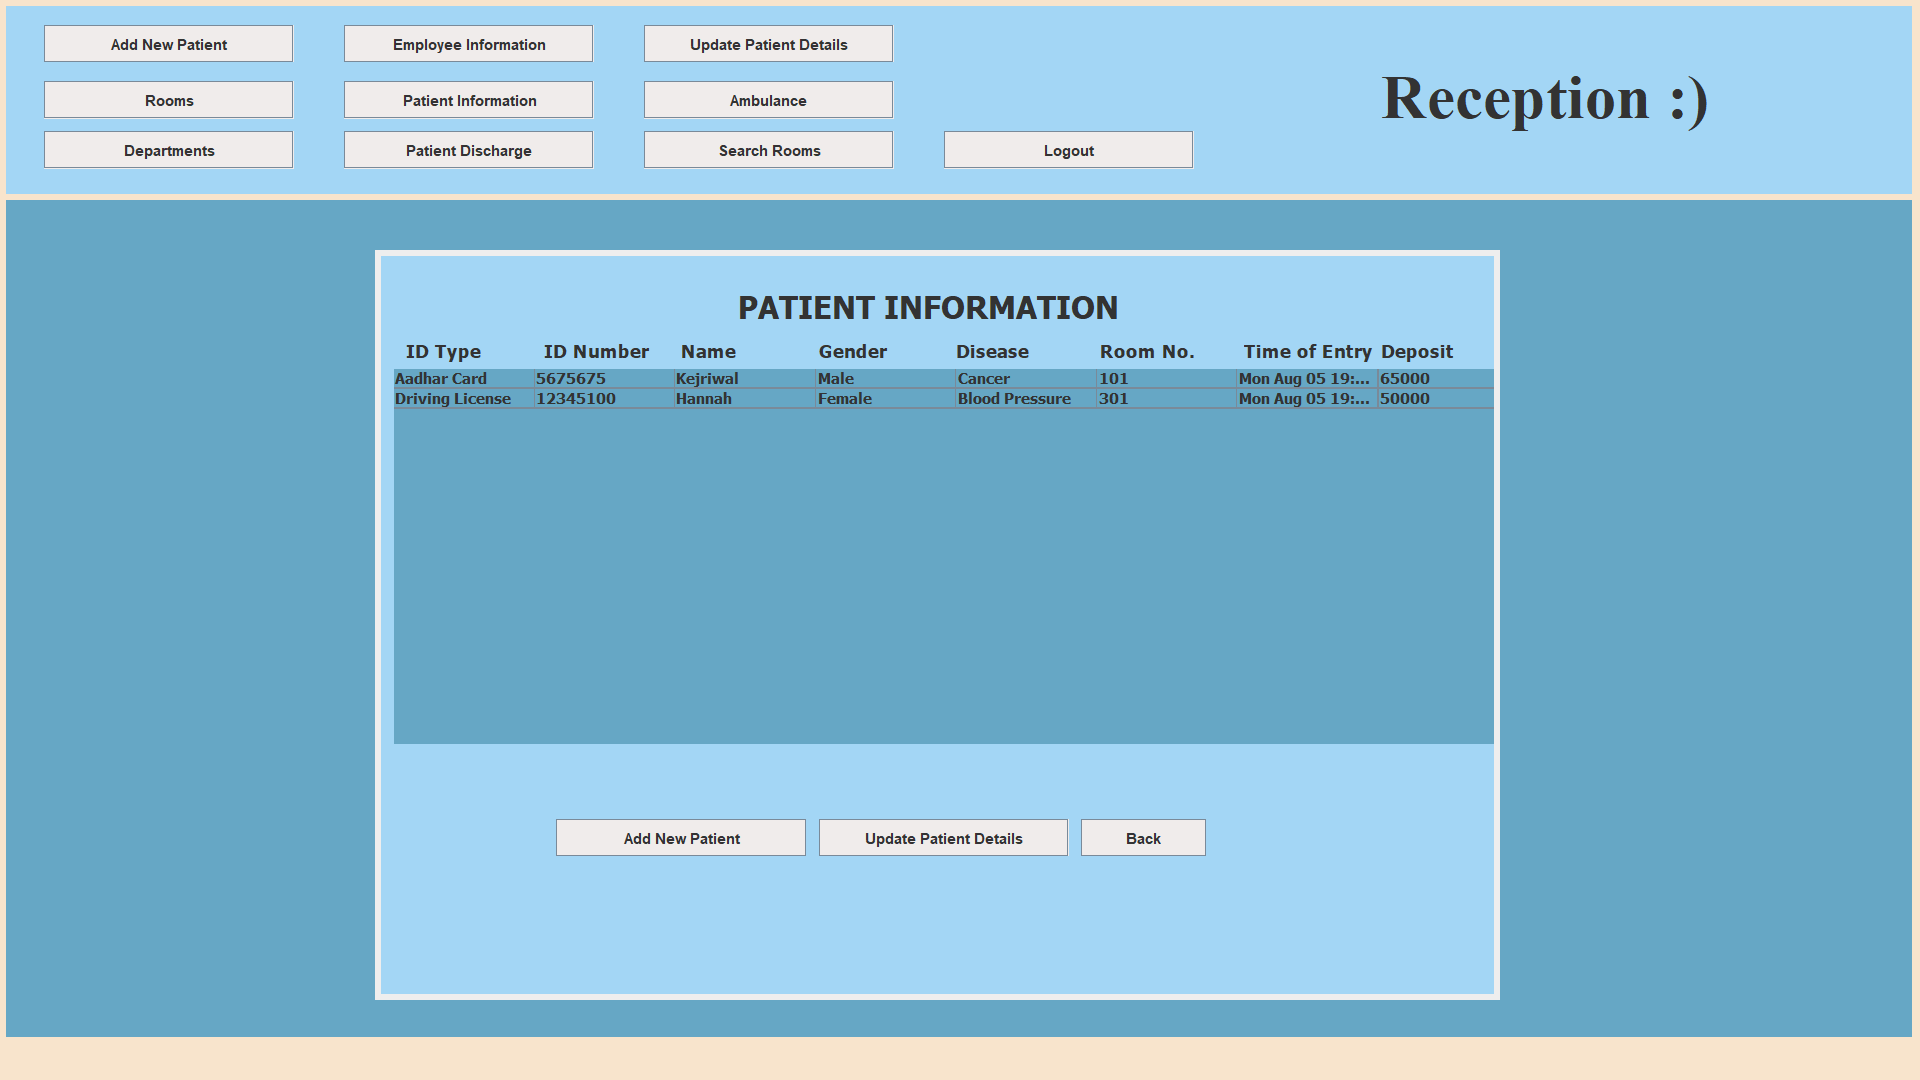 Add New Patient Employee Information Update Patient Details
Rooms Patient Information Ambulance
Reception :)
Departments Patient Discharge Search Rooms Logout
PATIENT INFORMATION
ID Type ID Number Name Gender Disease Room No. Time of Entry Deposit
Aadhar Card 5675675 Kejriwal Male Cancer 101 Mon Aug 05 19:... 65000
Driving License 12345100 Hannah Female Blood Pressure 301 Mon Aug 05 19:... 50000
Add New Patient Update Patient Details Back